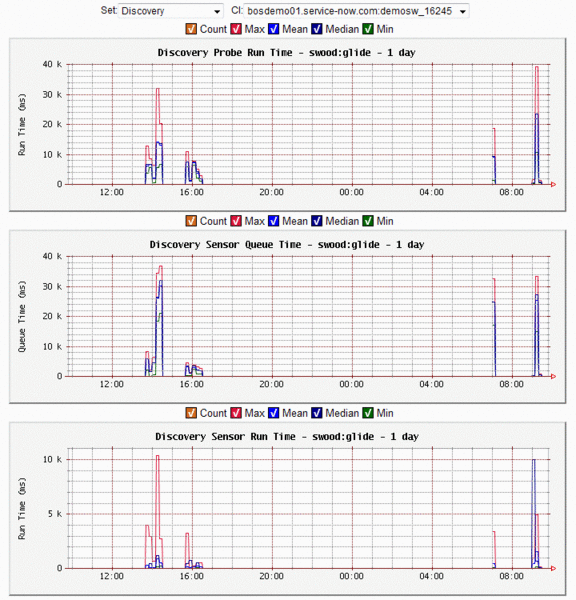 Set: Discovery CI: bosdemo01.service-now.com:demosw_16245
Count Max Mean Median Min
Discovery Probe Run Time - swood:glide - 1 day
Run Time (ms)
40 k
30 k
20 k
10 k
0
12:00 16:00 20:00 00:00 04:00 08:00
Count Max Mean Median Min
Discovery Sensor Queue Time - swood:glide - 1 day
Queue Time (ms)
40 k
30 k
20 k
10 k
0
12:00 16:00 20:00 00:00 04:00 08:00
Count Max Mean Median Min
Discovery Sensor Run Time - swood:glide - 1 day
Run Time (ms)
10 k
5 k
0
12:00 16:00 20:00 00:00 04:00 08:00